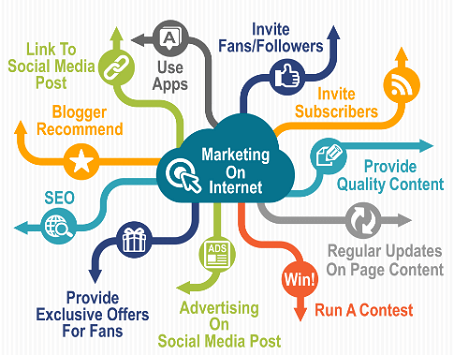 Invite
Fans/Followers
Link To
Social Media
Post
A
Use
Apps
Invite
Subscribers
Blogger
Recommend
Marketing
On
Internet
Provide
Quality Content
SEO
ADS
Regular Updates
On Page Content
Win!
Provide
Exclusive Offers
For Fans
Advertising
On
Social Media Post
Run A Contest